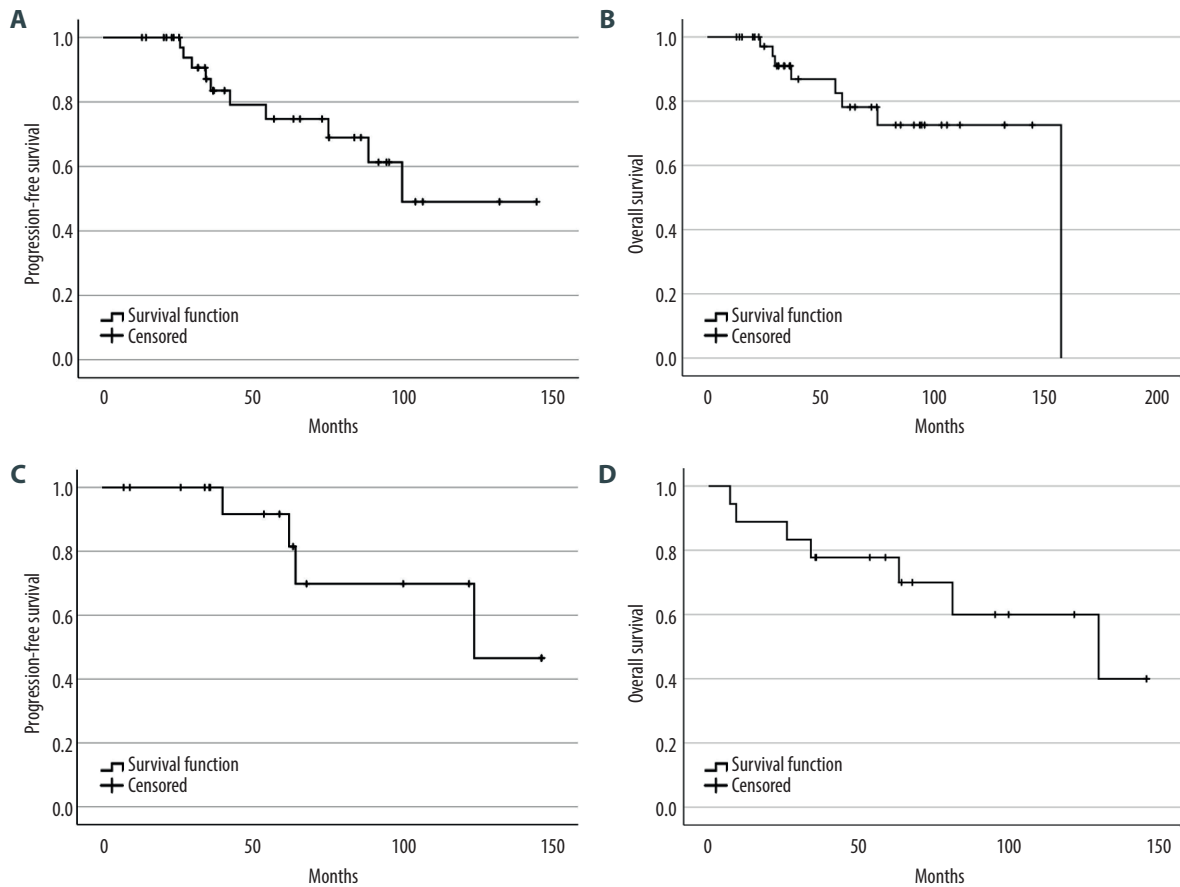 A
Progression-free survival
1.0
0.8
0.6
0.4
0.2
0.0
Survival function
Censored
0 50 100 150
Months
B
Overall survival
1.0
0.8
0.6
0.4
0.2
0.0
Survival function
Censored
0 50 100 150 200
Months
C
Progression-free survival
1.0
0.8
0.6
0.4
0.2
0.0
Survival function
Censored
0 50 100 150
Months
D
Overall survival
1.0
0.8
0.6
0.4
0.2
0.0
Survival function
Censored
0 50 100 150
Months